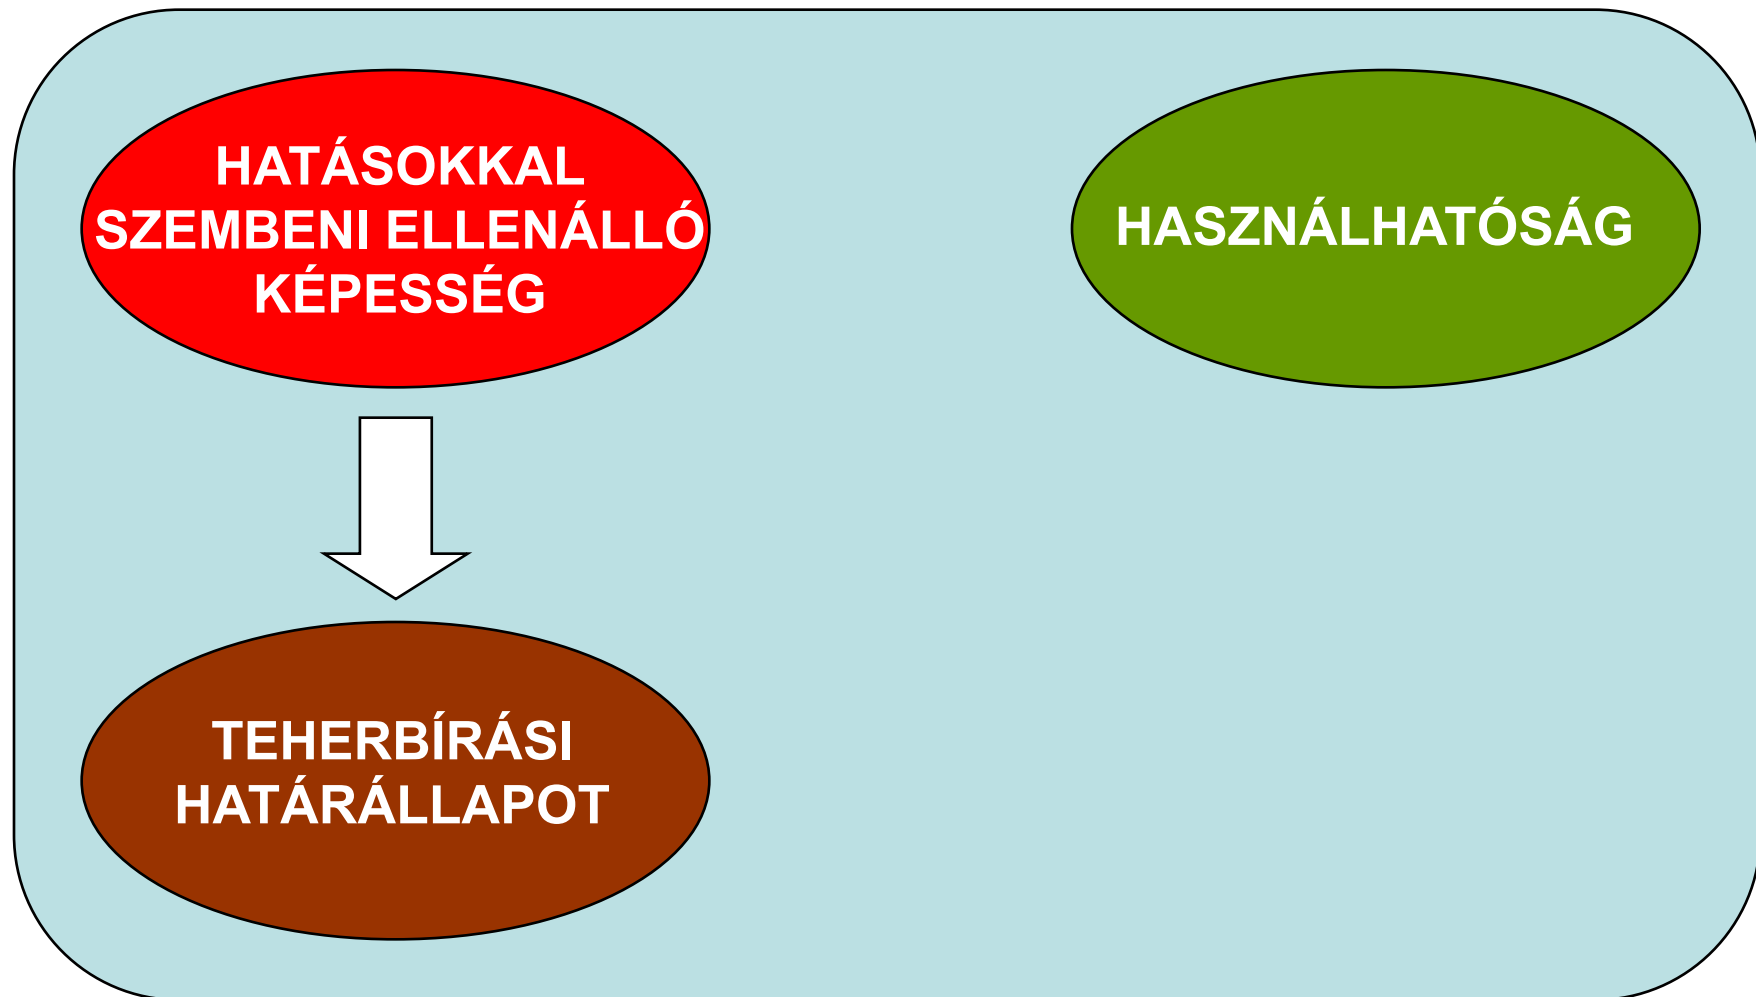 HATÁSOKKAL
SZEMBENI ELLENÁLLÓ
KÉPESSÉG
HASZNÁLHATÓSÁG
TEHERBÍRÁSI
HATÁRÁLLAPOT